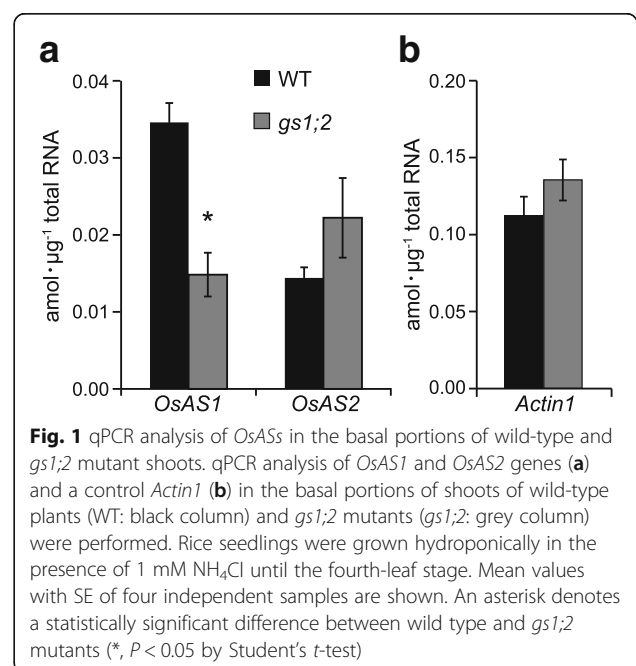 a
b
0.04
0.03
0.02
0.01
0.00
amol·µg⁻¹ total RNA
WT
gs1;2
*
OsAS1
OsAS2
0.20
0.15
0.10
0.05
0.00
amol·µg⁻¹ total RNA
Actin1
Fig. 1 qPCR analysis of OsASs in the basal portions of wild-type and
gs1;2 mutant shoots. qPCR analysis of OsAS1 and OsAS2 genes (a)
and a control Actin1 (b) in the basal portions of shoots of wild-type
plants (WT: black column) and gs1;2 mutants (gs1;2: grey column)
were performed. Rice seedlings were grown hydroponically in the
presence of 1 mM NH₄Cl until the fourth-leaf stage. Mean values
with SE of four independent samples are shown. An asterisk denotes
a statistically significant difference between wild type and gs1;2
mutants (*, P < 0.05 by Student's t-test)